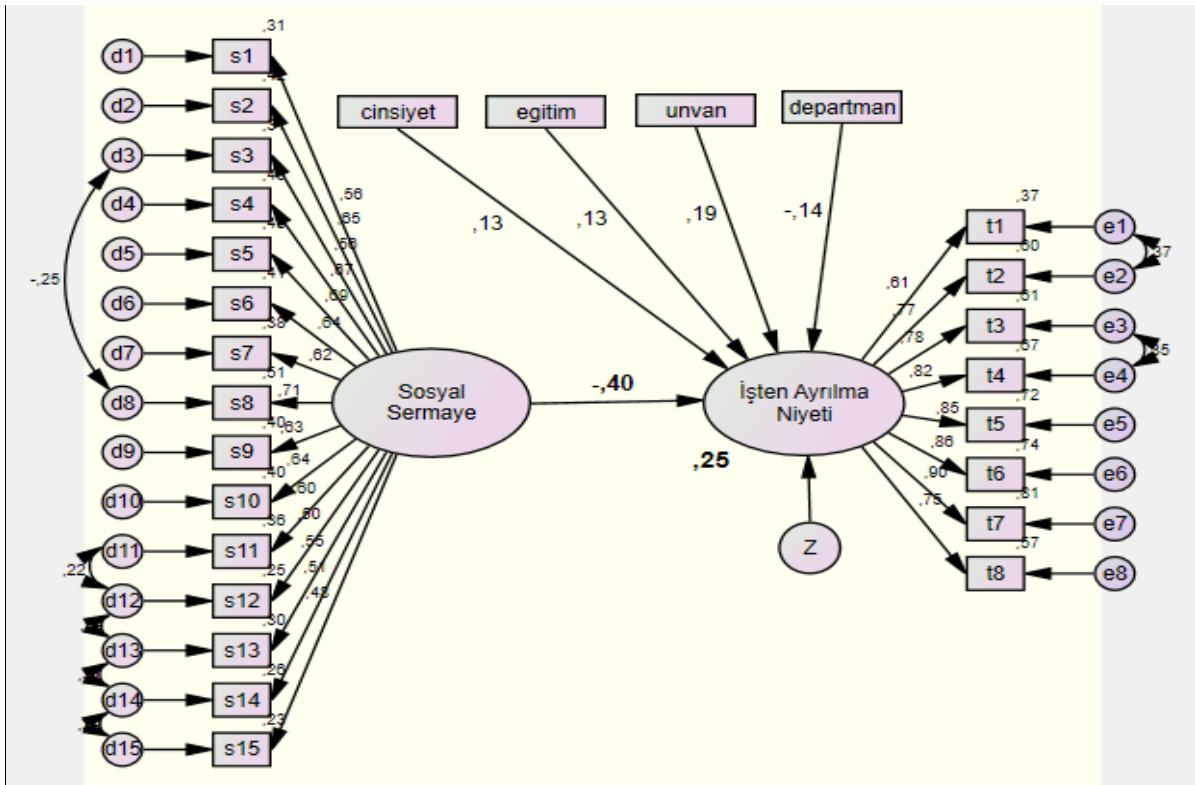 d1
s1
,31
d2
s2
d3
s3
d4
s4
d5
s5
d6
s6
,38
d7
s7
,51
d8
s8
,40
d9
s9
,40
d10
s10
,36
d11
s11
,25
d12
s12
,30
d13
s13
,26
d14
s14
,23
d15
s15
-,25
,22
,56
,65
,67
,69
,64
,62
,71
,63
,64
,60
,50
,55
,51
,48
Sosyal
Sermaye
-,40
cinsiyet
egitim
unvan
departman
,13
,13
,19
-,14
İşten Ayrılma
Niyeti
,25
Z
,61
,77
,78
,82
,85
,86
,90
,75
,37
t1
e1
,60
t2
e2
,61
t3
e3
,67
t4
e4
,72
t5
e5
,74
t6
e6
,81
t7
e7
,57
t8
e8